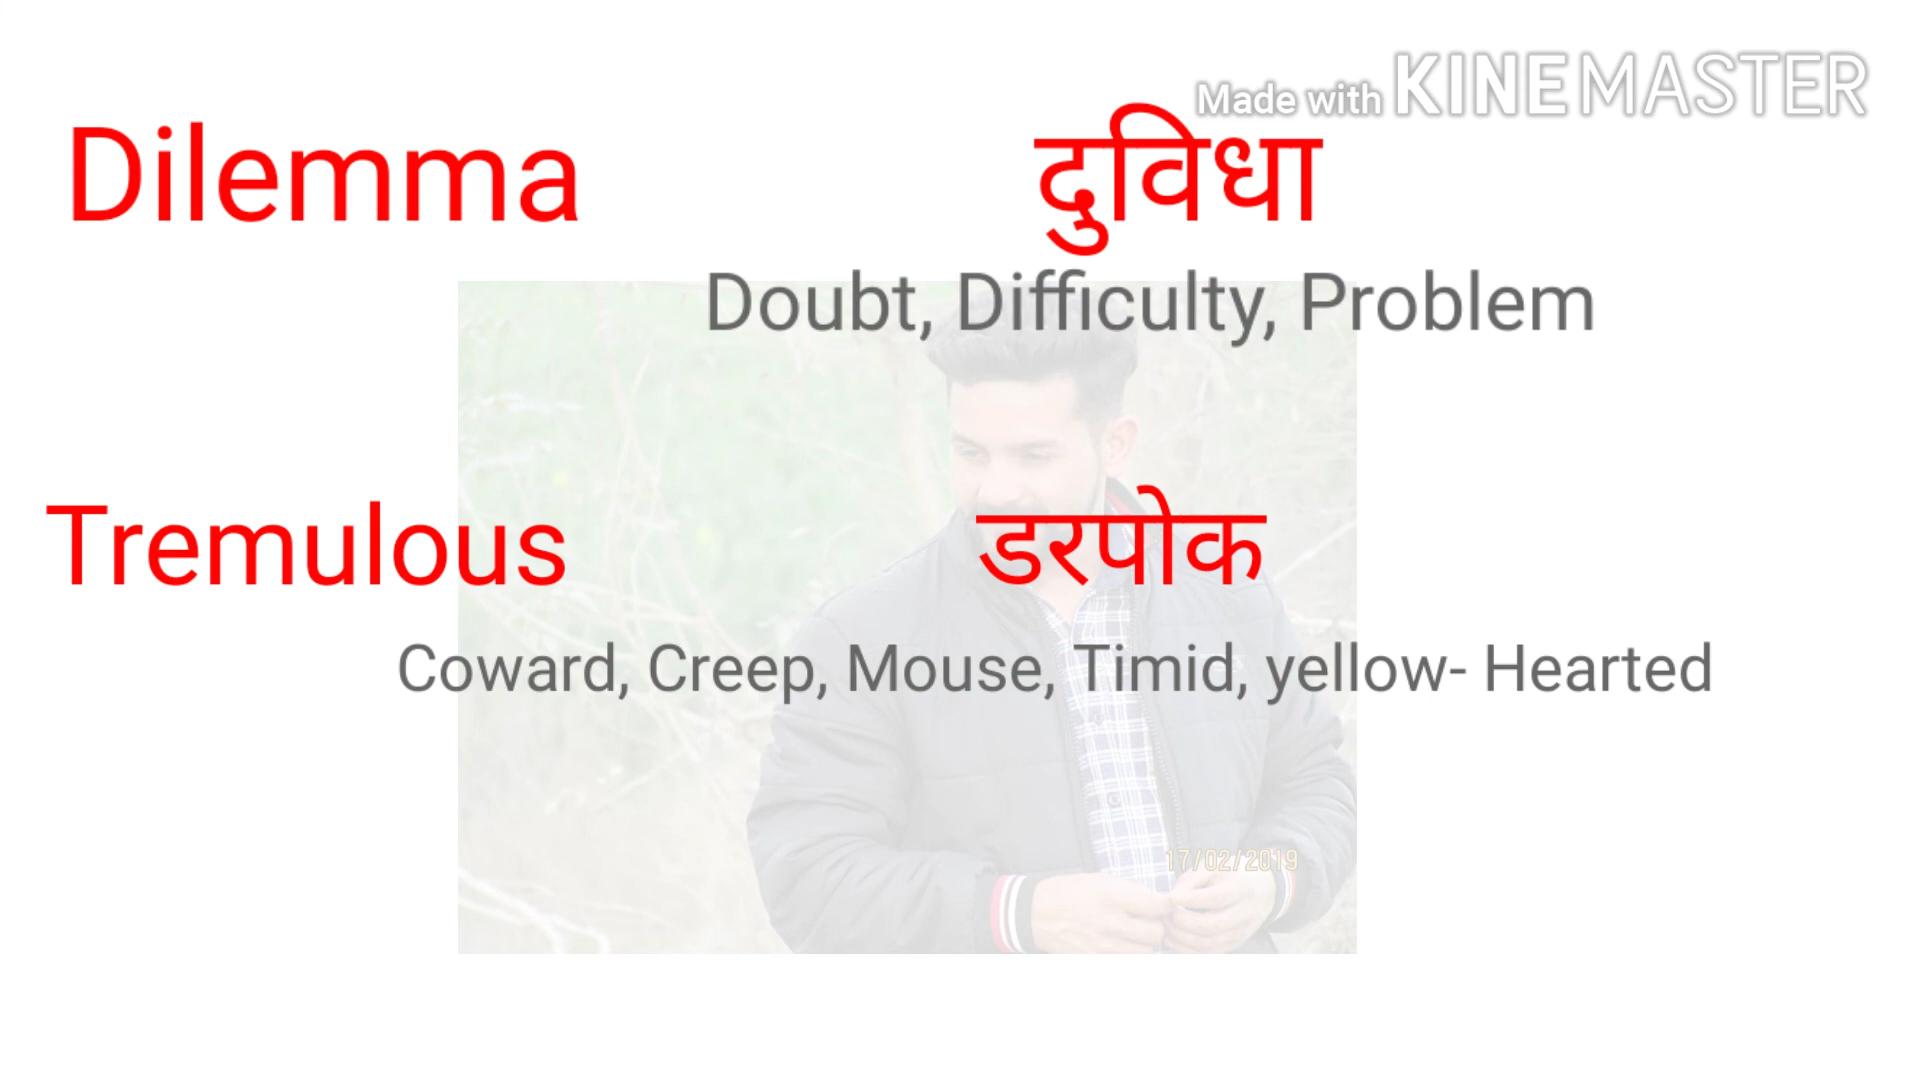 Made with KINEMASTER
Dilemma दुविधा
Doubt, Difficulty, Problem
Tremulous डरपोक
Coward, Creep, Mouse, Timid, yellow- Hearted
17/02/2019